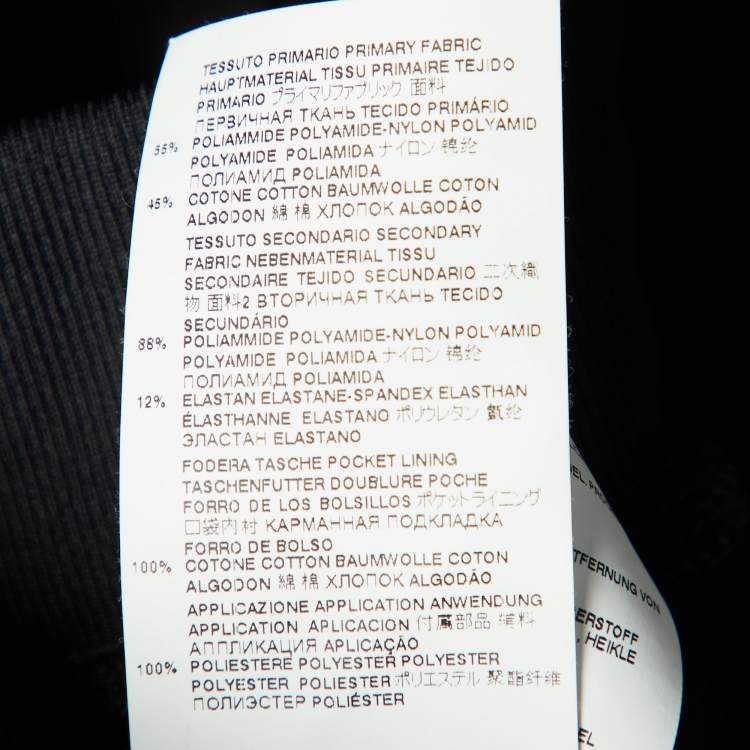 TESSUTO PRIMARIO PRIMARY FABRIC
HAUPTMATERIAL TISSU PRIMAIRE TEJIDO
PRIMARIO プライマリファブリック 面料
ПЕРВИЧНАЯ ТКАНЬ TECIDO PRIMÁRIO
55% POLIAMMIDE POLYAMIDE-NYLON POLYAMID
POLYAMIDE POLIAMIDA ナイロン 锦纶
ПОЛИАМИД POLIAMIDA
45% COTONE COTTON BAUMWOLLE COTON
ALGODON 綿 棉 ХЛОПОК ALGODÃO
TESSUTO SECONDARIO SECONDARY
FABRIC NEBENMATERIAL TISSU
SECONDAIRE TEJIDO SECUNDARIO 二次織
物 面料2 ВТОРИЧНАЯ ТКАНЬ TECIDO
SECUNDÁRIO
88% POLIAMMIDE POLYAMIDE-NYLON POLYAMID
POLYAMIDE POLIAMIDA ナイロン 锦纶
ПОЛИАМИД POLIAMIDA
12% ELASTAN ELASTANE-SPANDEX ELASTHAN
ÉLASTHANNE ELASTANO ポリウレタン 氨纶
ЭЛАСТАН ELASTANO
FODERA TASCHE POCKET LINING
TASCHENFUTTER DOUBLURE POCHE
FORRO DE LOS BOLSILLOS ポケットライニング
口袋内衬 КАРМАННАЯ ПОДКЛАДКА
FORRO DE BOLSO
100% COTONE COTTON BAUMWOLLE COTON
ALGODON 綿 棉 ХЛОПОК ALGODÃO
APPLICAZIONE APPLICATION ANWENDUNG
APPLICATION APLICACION 付属部品 辅料
АППЛИКАЦИЯ APLICAÇÃO
100% POLIESTERE POLYESTER POLYESTER
POLYESTER POLIESTER ポリエステル 聚酯纤维
ПОЛИЭСТЕР POLIÉSTER
TFERNUNG VON
DERSTOFF
, HEIKLE
EL